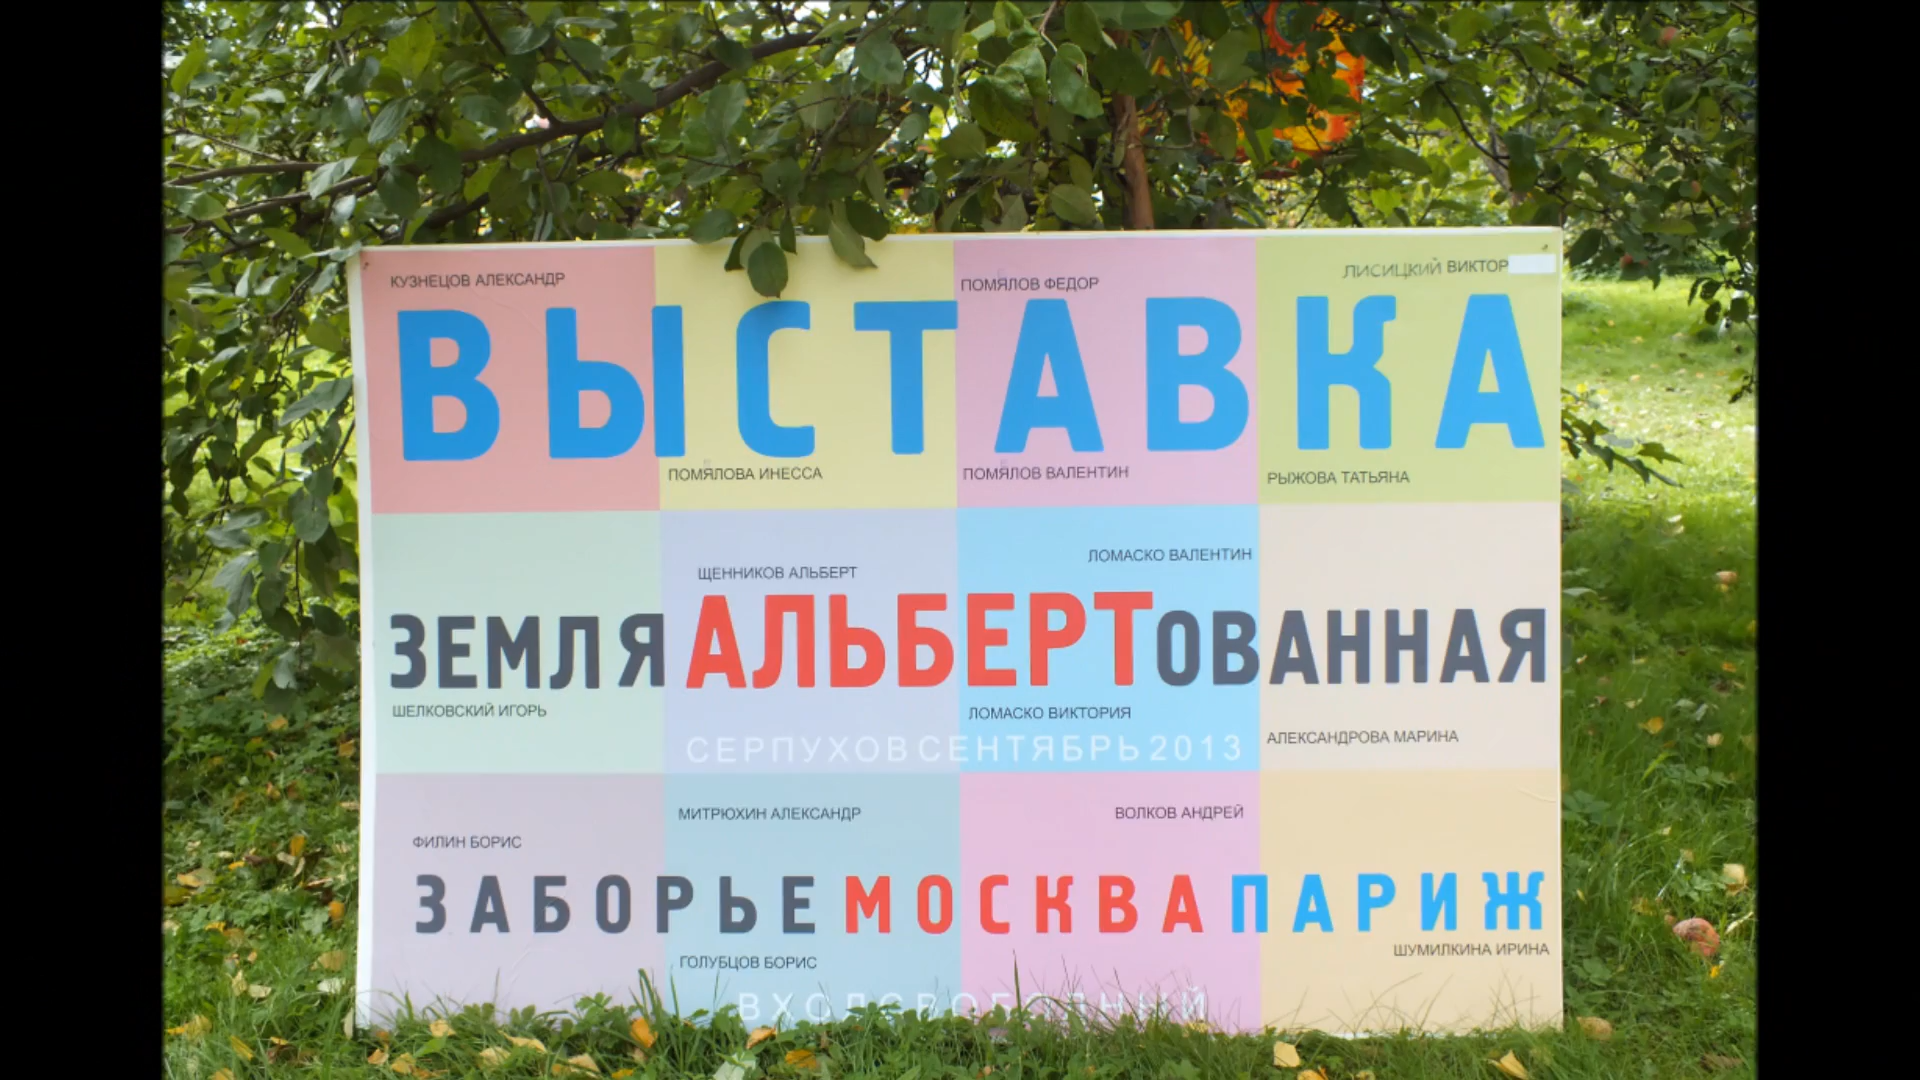 КУЗНЕЦОВ АЛЕКСАНДР
ПОМЯЛОВ ФЕДОР
ЛИСИЦКИЙ ВИКТОР
ВЫСТАВКА
ПОМЯЛОВА ИНЕССА
ПОМЯЛОВ ВАЛЕНТИН
РЫЖОВА ТАТЬЯНА
ЩЕННИКОВ АЛЬБЕРТ
ЛОМАСКО ВАЛЕНТИН
ЗЕМЛЯ АЛЬБЕРТОВАННАЯ
ШЕЛКОВСКИЙ ИГОРЬ
ЛОМАСКО ВИКТОРИЯ
АЛЕКСАНДРОВА МАРИНА
СЕРПУХОВ СЕНТЯБРЬ 2013
МИТРЮХИН АЛЕКСАНДР
ВОЛКОВ АНДРЕЙ
ФИЛИН БОРИС
ЗАБОРЬЕ МОСКВА ПАРИЖ
ГОЛУБЦОВ БОРИС
ШУМИЛКИНА ИРИНА
ВХОД СВОБОДНЫЙ